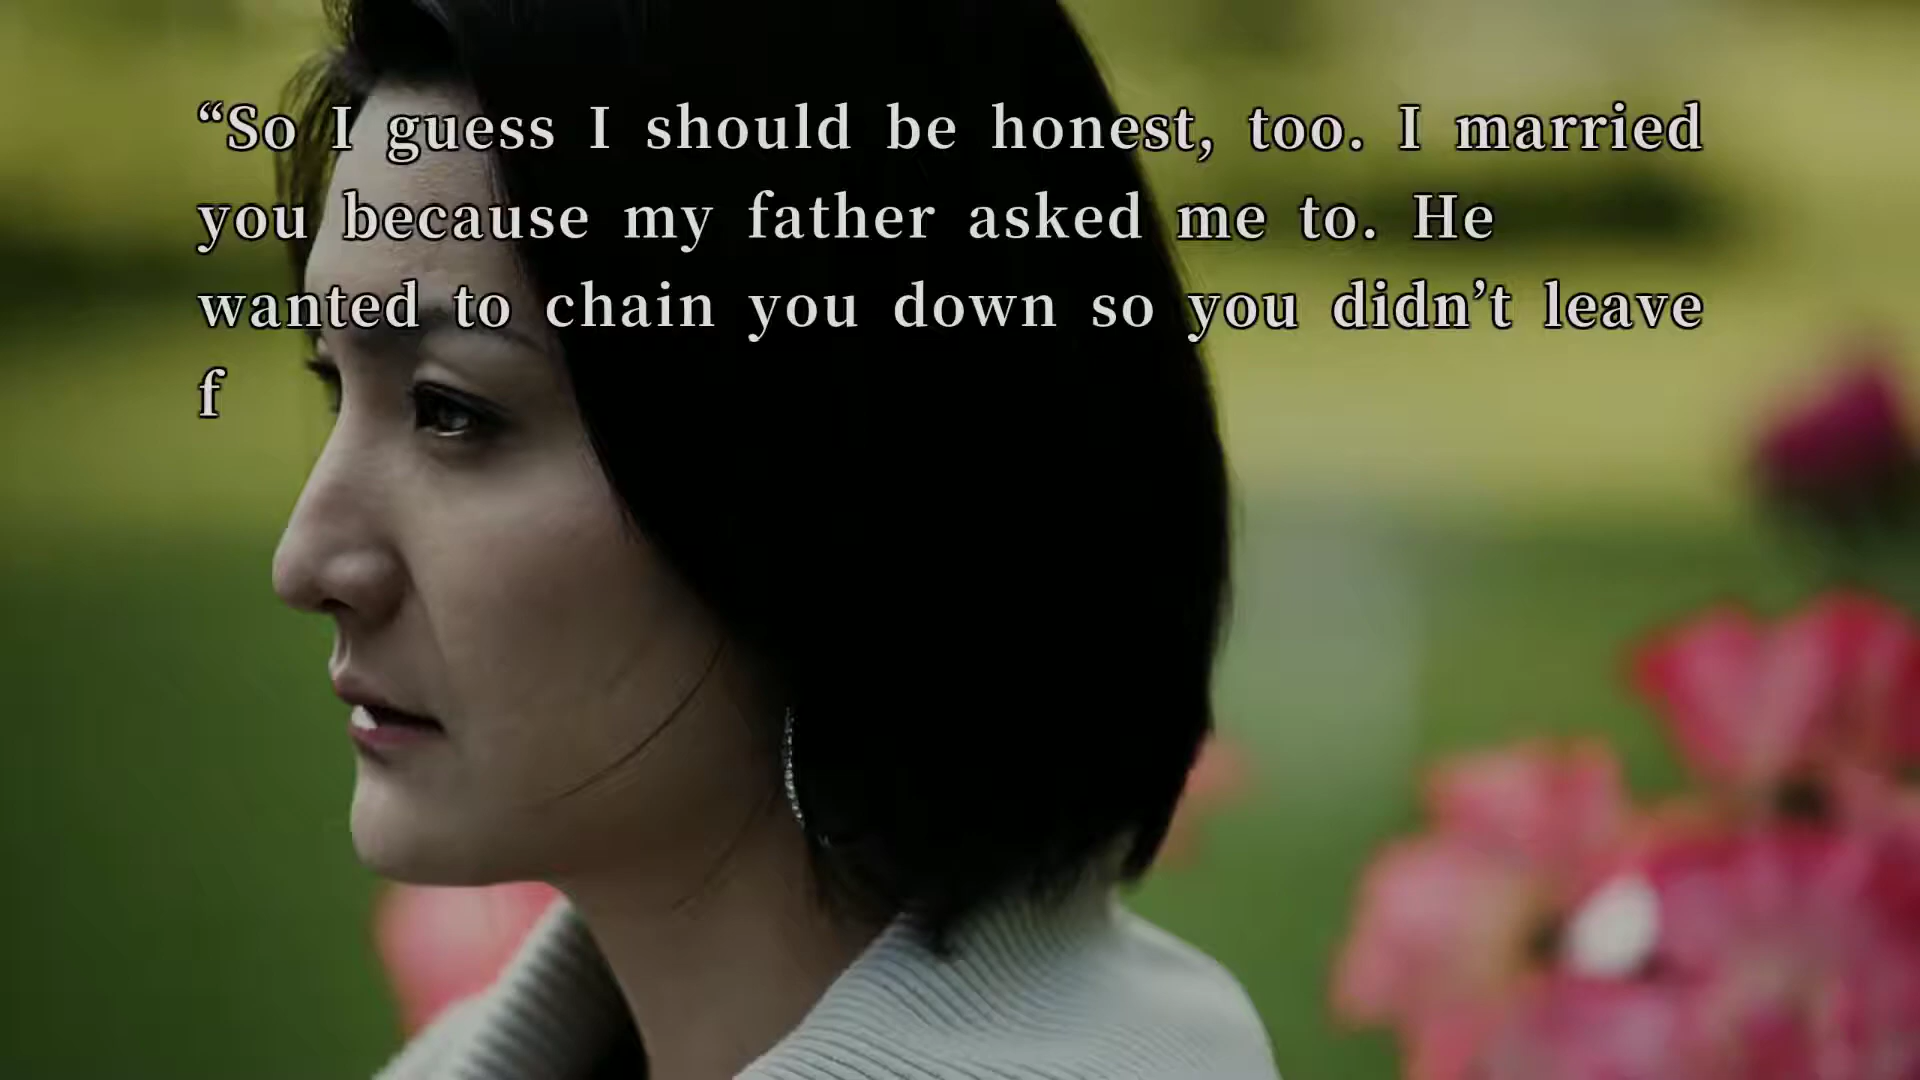 “So I guess I should be honest, too. I married
you because my father asked me to. He
wanted to chain you down so you didn’t leave
f